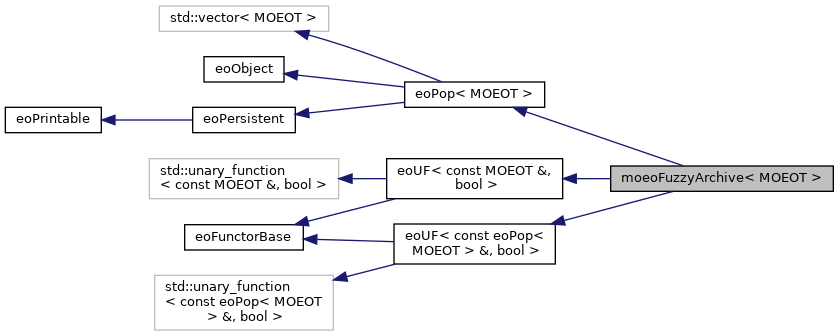 std::vector< MOEOT >
eoObject
eoPop< MOEOT >
eoPrintable
eoPersistent
std::unary_function
< const MOEOT &, bool >
eoUF< const MOEOT &,
bool >
moeoFuzzyArchive< MOEOT >
eoFunctorBase
eoUF< const eoPop<
MOEOT > &, bool >
std::unary_function
< const eoPop< MOEOT
> &, bool >